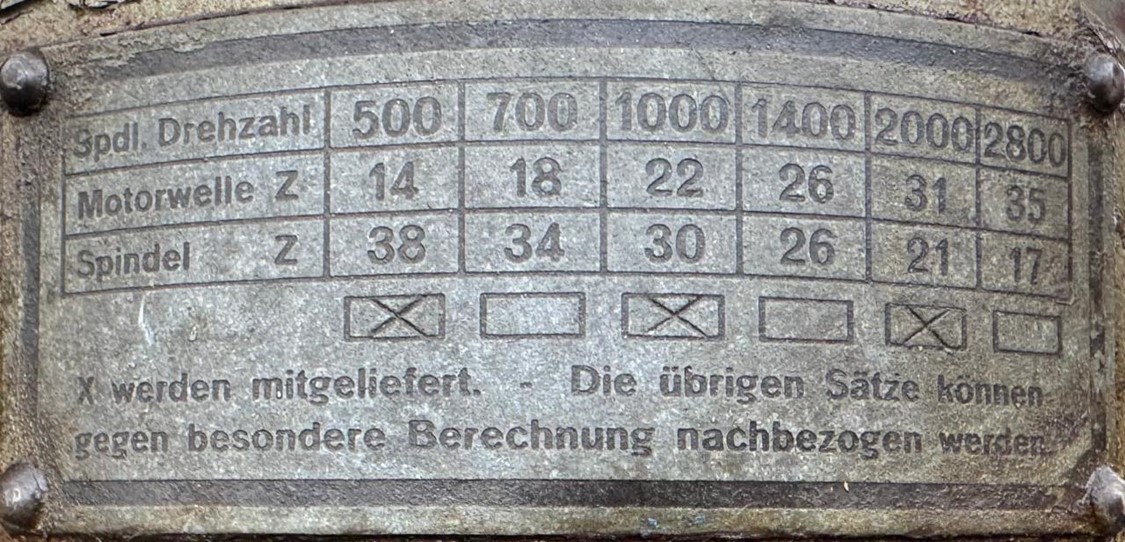 Spdl. Drehzahl 500 700 1000 1400 2000 2800
Motorwelle Z 14 18 22 26 31 35
Spindel Z 38 34 30 26 21 17
X werden mitgeliefert. - Die übrigen Sätze können
gegen besondere Berechnung nachbezogen werden.